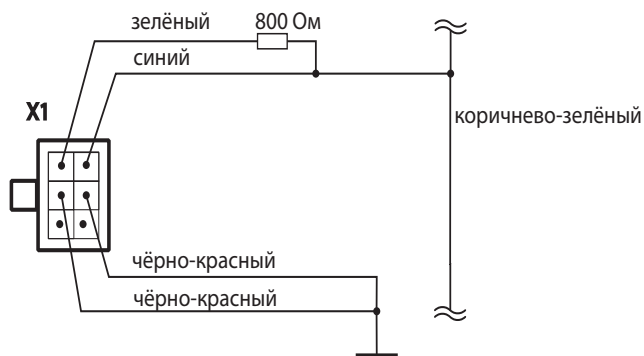 зелёный 800 Ом
синий
X1
коричнево-зелёный
чёрно-красный
чёрно-красный